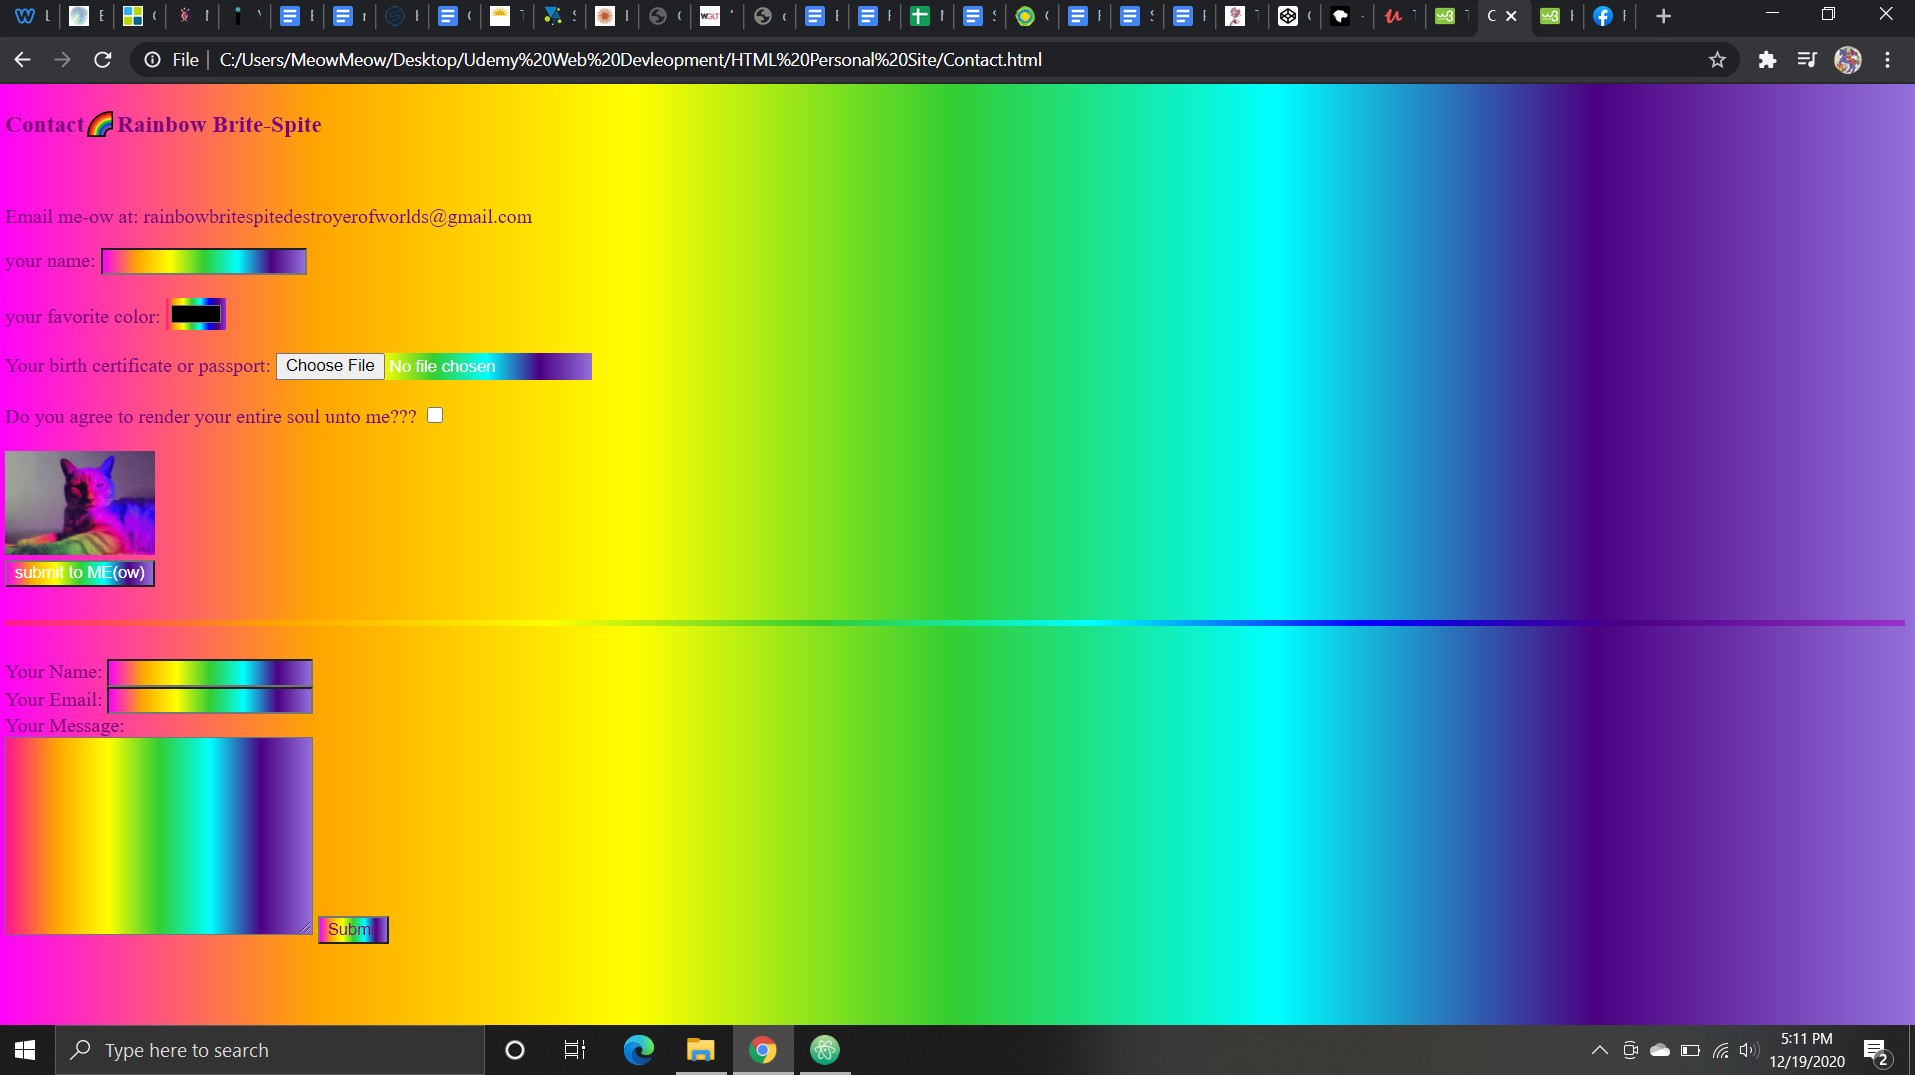 File C:/Users/MeowMeow/Desktop/Udemy%20Web%20Devleopment/HTML%20Personal%20Site/Contact.html
Contact🌈Rainbow Brite-Spite
Email me-ow at: rainbowbritespitedestroyerofworlds@gmail.com
your name:
your favorite color:
Your birth certificate or passport: Choose File No file chosen
Do you agree to render your entire soul unto me???
submit to ME(ow)
Your Name:
Your Email:
Your Message:
Submi
Type here to search
5:11 PM
12/19/2020
2